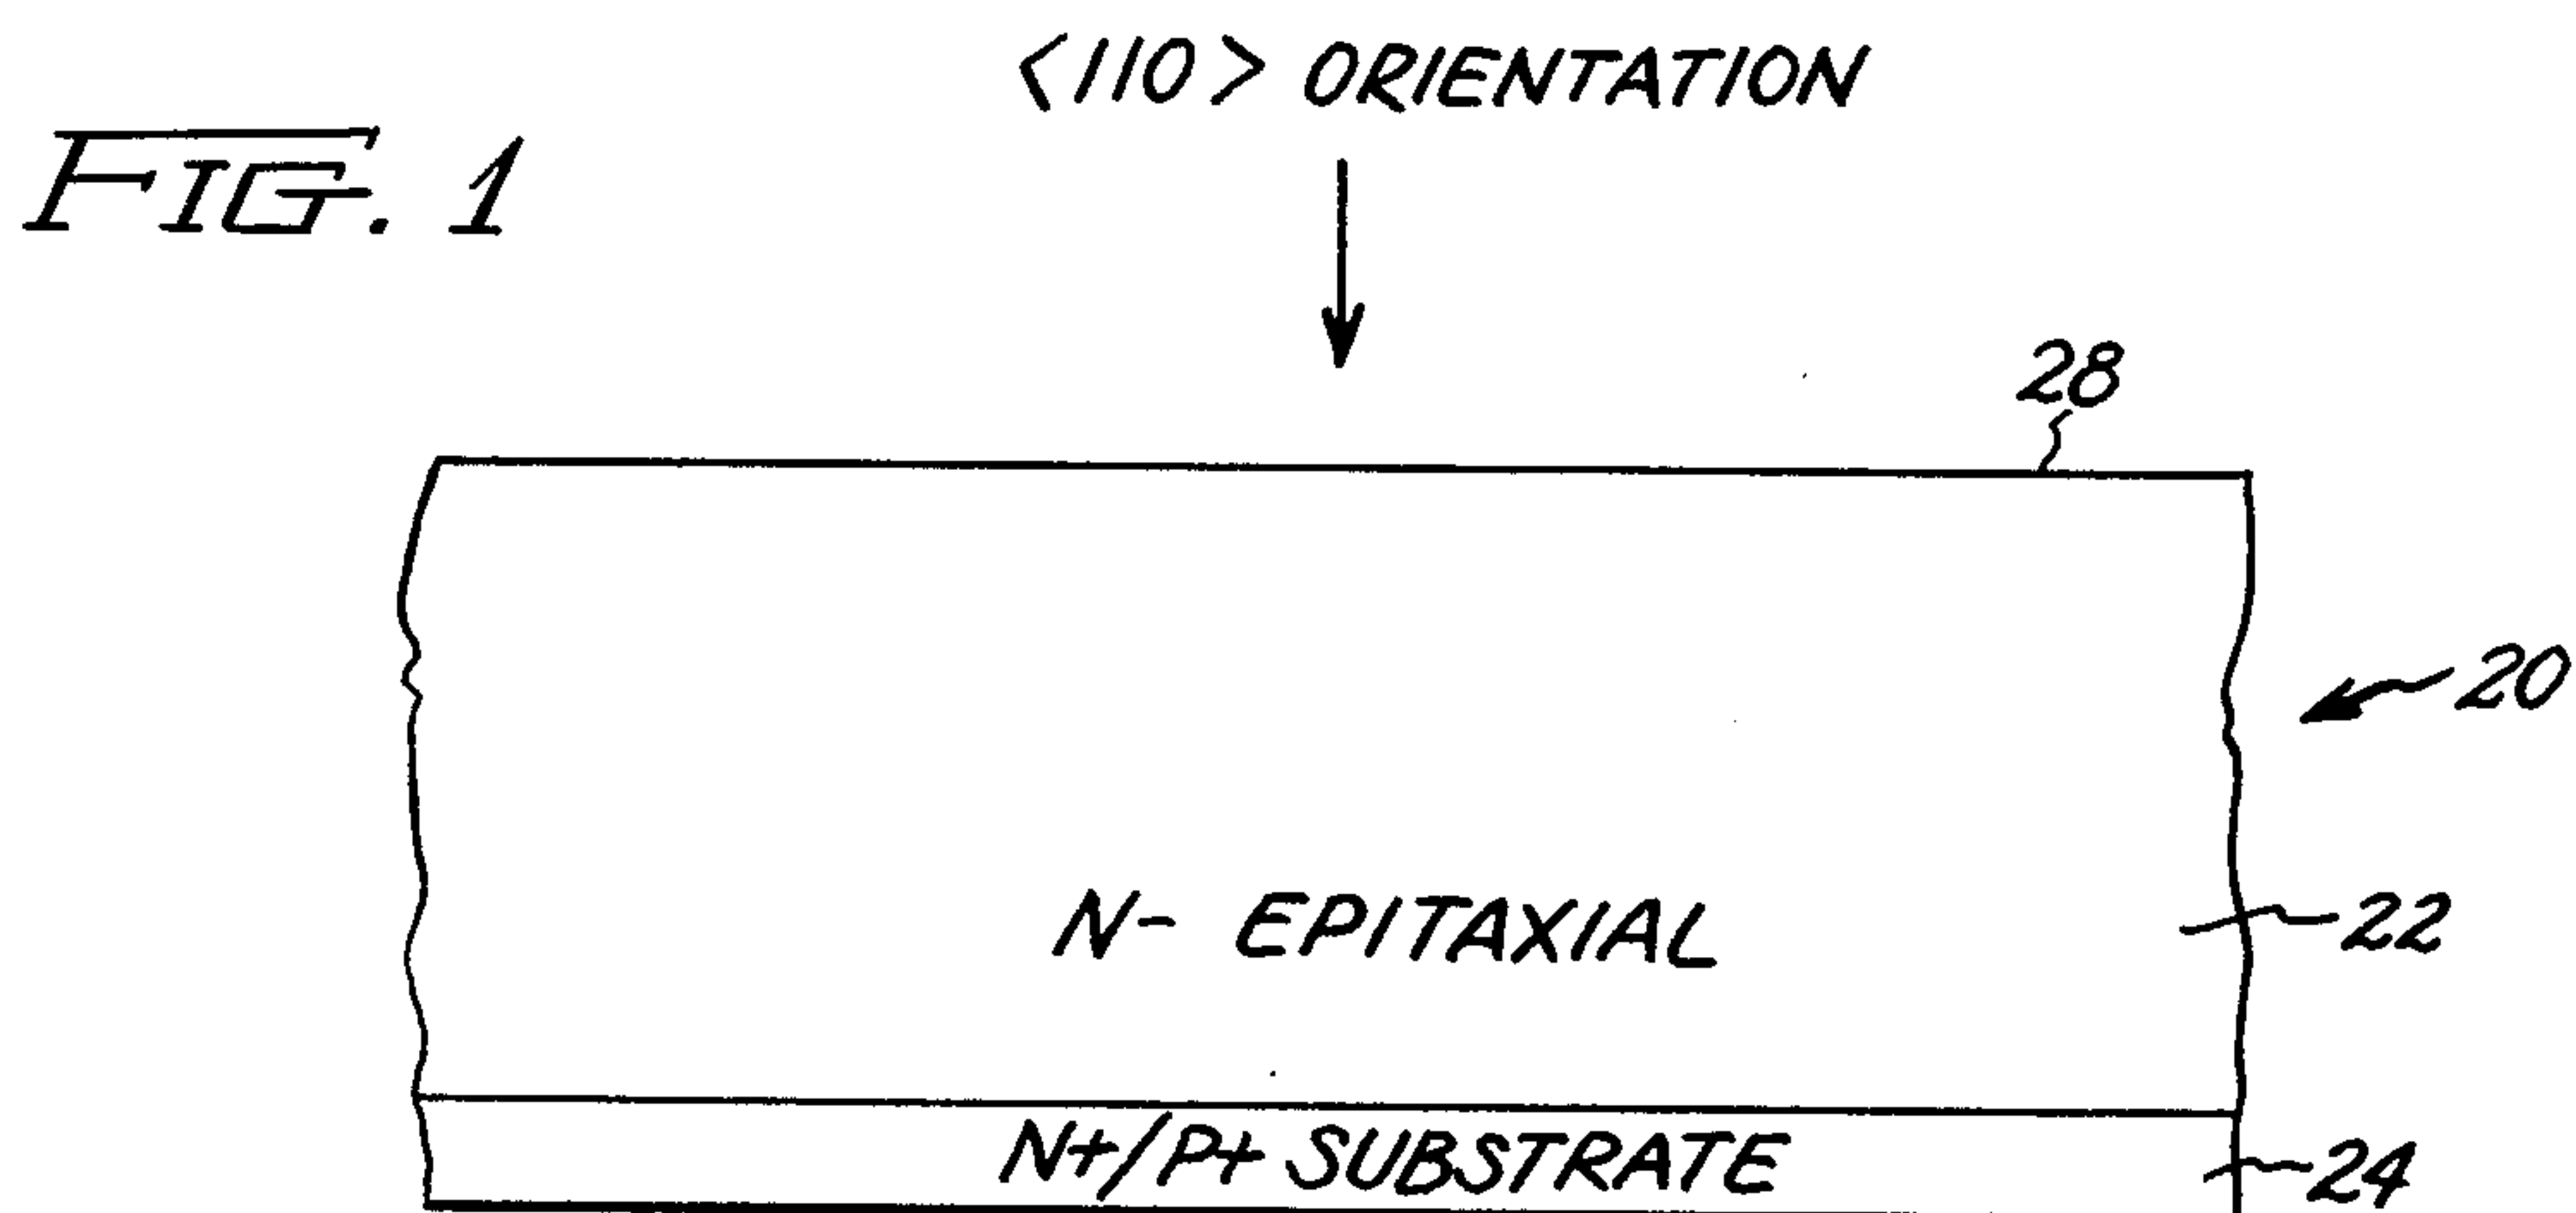 <110> ORIENTATION
FIG. 1
28
20
N- EPITAXIAL
22
N+/P+ SUBSTRATE
24